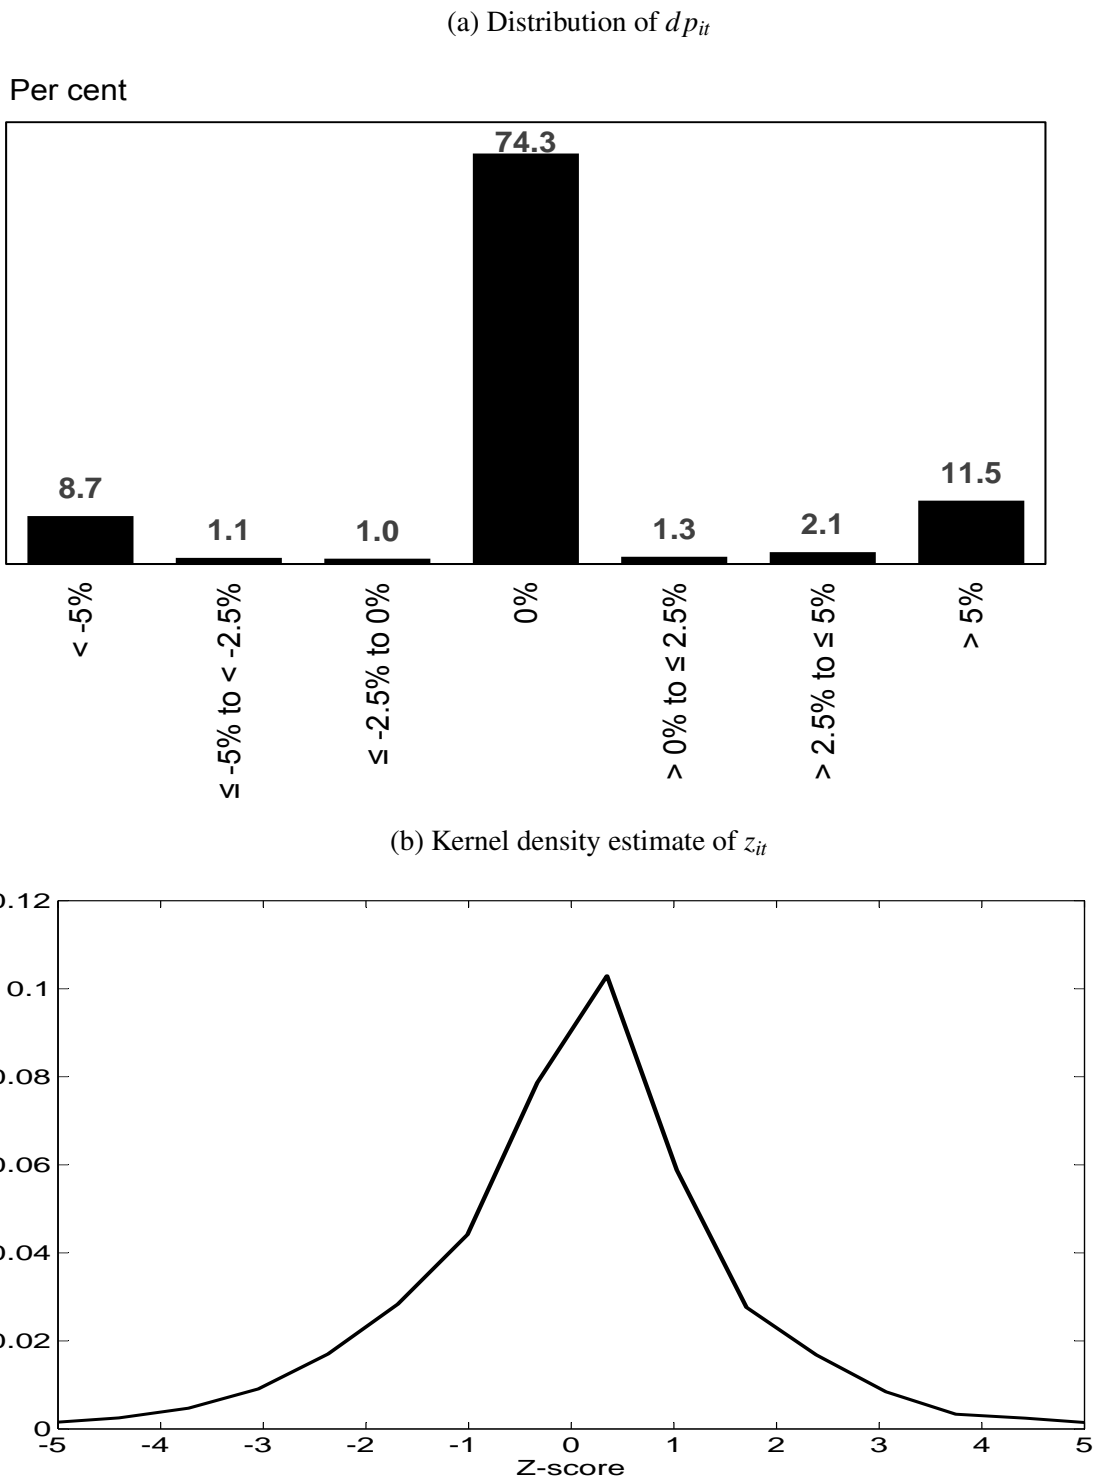 (a) Distribution of dp_it
Per cent
74.3
8.7
1.1
1.0
1.3
2.1
11.5
< -5%
≤ -5% to < -2.5%
≤ -2.5% to 0%
0%
> 0% to ≤ 2.5%
> 2.5% to ≤ 5%
> 5%
(b) Kernel density estimate of z_it
0.12
0.1
0.08
0.06
0.04
0.02
0
-5 -4 -3 -2 -1 0 1 2 3 4 5
Z-score